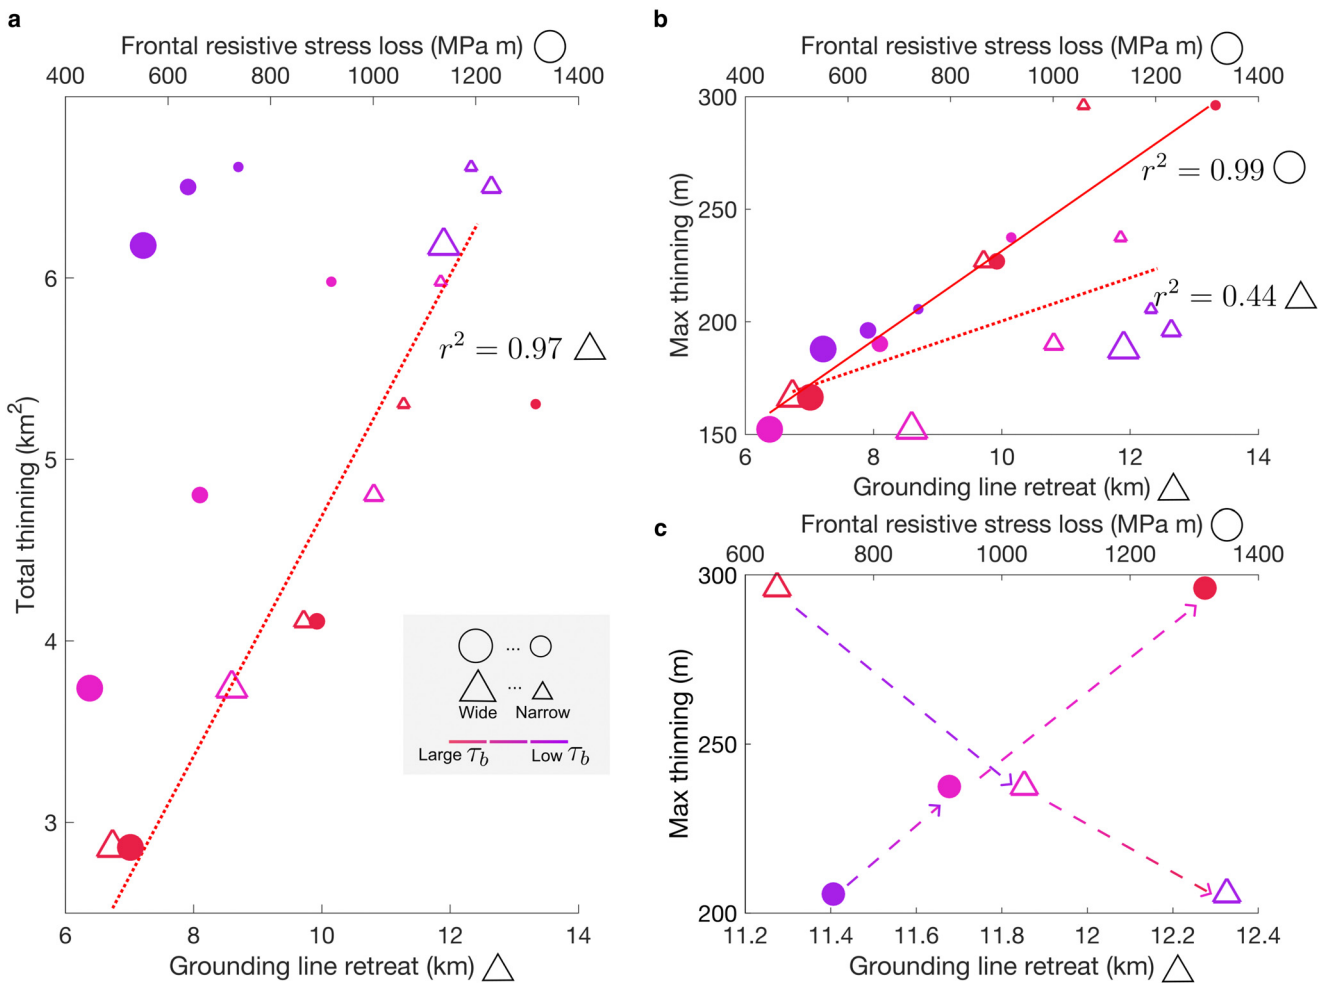 a
Frontal resistive stress loss (MPa m)
400 600 800 1000 1200 1400
Total thinning (km²)
6
5
4
3
r² = 0.97
... 
...
Wide Narrow
Large τb Low τb
6 8 10 12 14
Grounding line retreat (km)
b
Frontal resistive stress loss (MPa m)
400 600 800 1000 1200 1400
Max thinning (m)
300
250
200
150
r² = 0.99
r² = 0.44
6 8 10 12 14
Grounding line retreat (km)
c
Frontal resistive stress loss (MPa m)
600 800 1000 1200 1400
Max thinning (m)
300
250
200
11.2 11.4 11.6 11.8 12 12.2 12.4
Grounding line retreat (km)